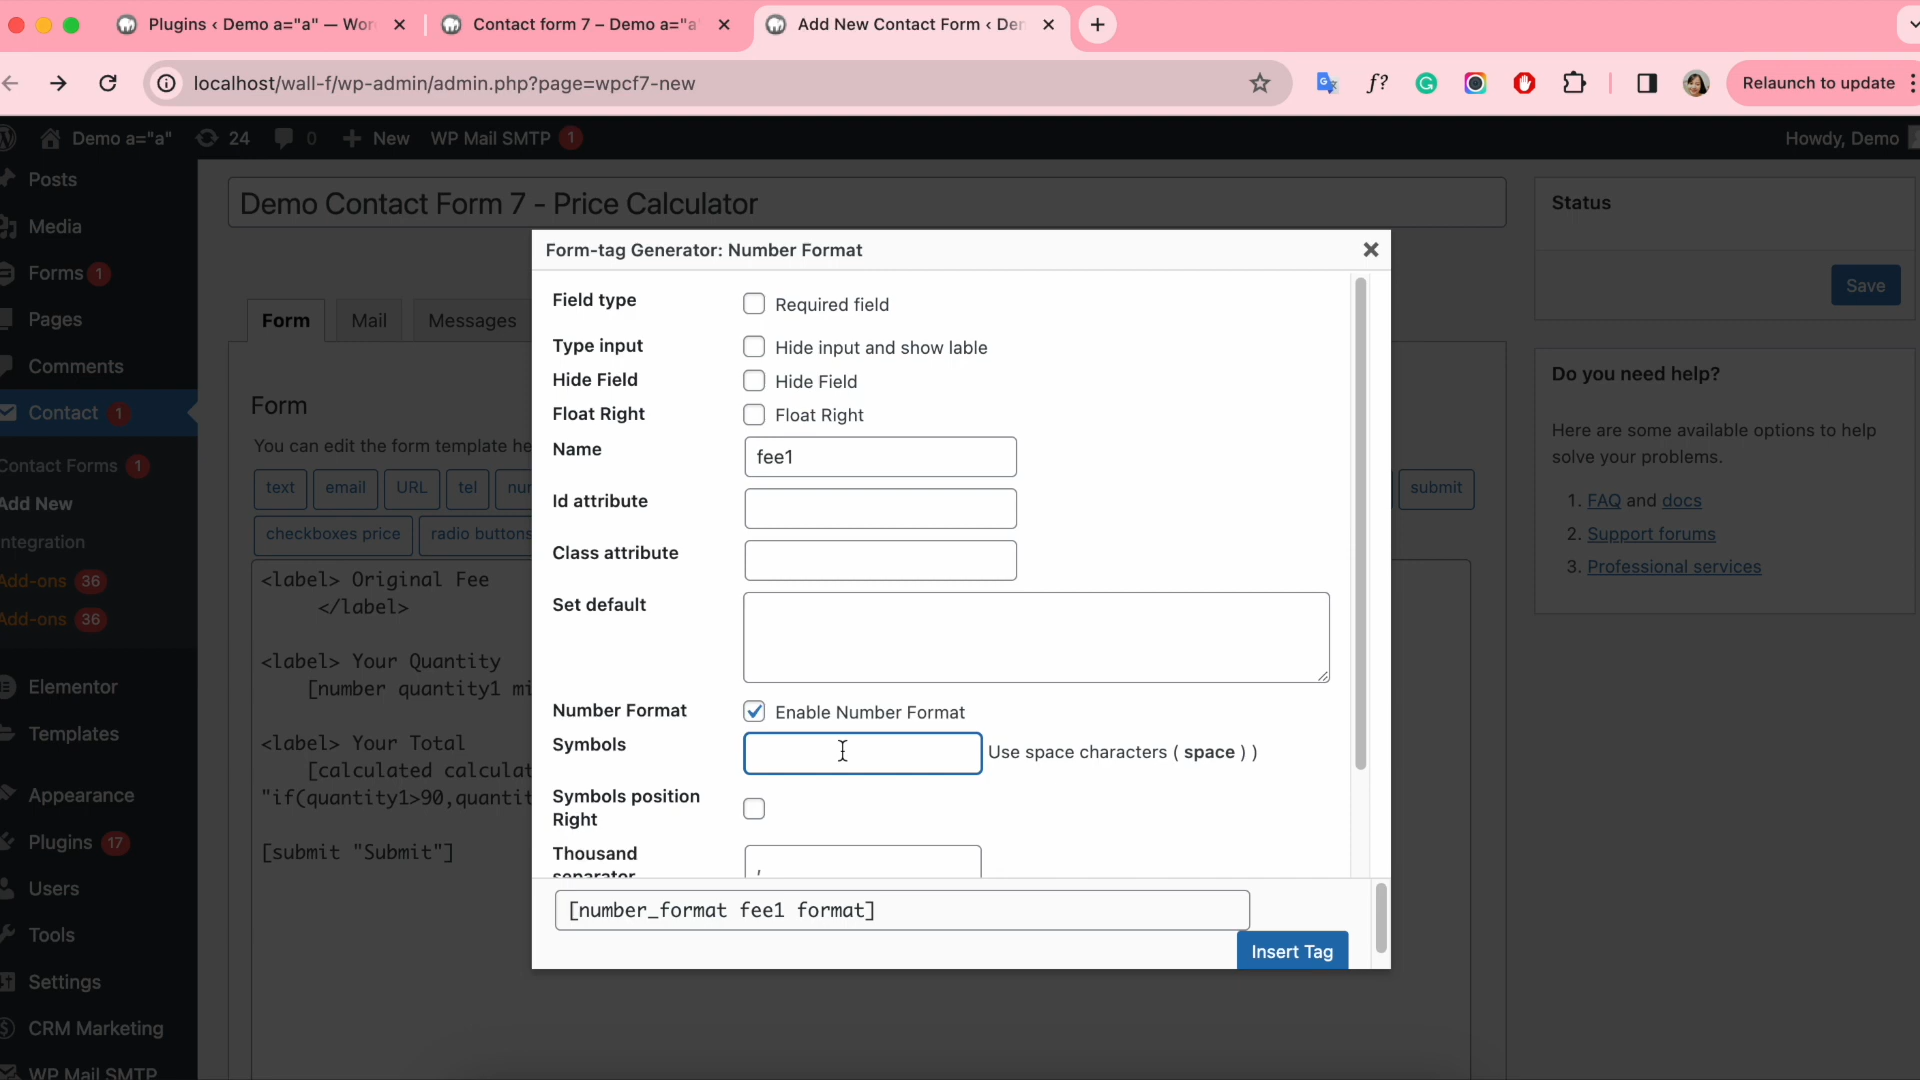 Plugins ‹ Demo a="a" — Wor
Contact form 7 – Demo a="a
Add New Contact Form ‹ Der
localhost/wall-f/wp-admin/admin.php?page=wpcf7-new
f?
Relaunch to update
Demo a="a"
24
0
New
WP Mail SMTP
1
Howdy, Demo
Posts
Media
Forms 1
Pages
Comments
Contact 1
Contact Forms 1
Add New
ntegration
Add-ons 36
Add-ons 36
Elementor
Templates
Appearance
Plugins 17
Users
Tools
Settings
CRM Marketing
WP Mail SMTP
Demo Contact Form 7 - Price Calculator
Form
Mail
Messages
Form
You can edit the form template he
text
email
URL
tel
nur
submit
checkboxes price
radio buttons
<label> Original Fee
</label>
<label> Your Quantity
[number quantity1 mi
<label> Your Total
[calculated calculat
"if(quantity1>90,quantit
[submit "Submit"]
Form-tag Generator: Number Format
Field type
Required field
Type input
Hide input and show lable
Hide Field
Hide Field
Float Right
Float Right
Name
fee1
Id attribute
Class attribute
Set default
Number Format
Enable Number Format
Symbols
Use space characters ( space ) )
Symbols position
Right
Thousand
separator
,
[number_format fee1 format]
Insert Tag
Status
Save
Do you need help?
Here are some available options to help
solve your problems.
1. FAQ and docs
2. Support forums
3. Professional services